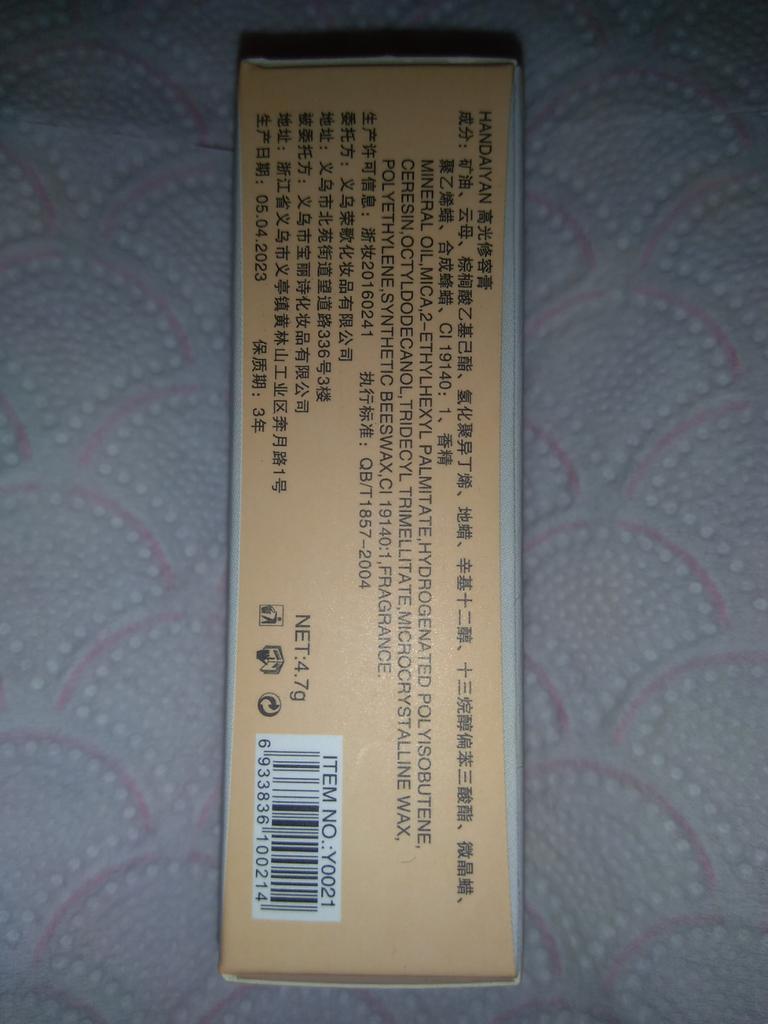 HANDAIYAN 高光修容膏
成分：矿油、云母、棕榈酸乙基己酯、氢化聚异丁烯、地蜡、辛基十二醇、十三烷醇偏苯三酸酯、微晶蜡、
聚乙烯蜡、合成蜂蜡、CI 19140：1、香精
MINERAL OIL,MICA,2-ETHYLHEXYL PALMITATE,HYDROGENATED POLYISOBUTENE,
CERESIN,OCTYLDODECANOL,TRIDECYL TRIMELLITATE,MICROCRYSTALLINE WAX,
POLYETHYLENE,SYNTHETIC BEESWAX,CI 19140:1,FRAGRANCE.
生产许可信息：浙妆20160241 执行标准：QB/T1857-2004
委托方：义乌荣歌化妆品有限公司
地址：义乌市北苑街道望道路336号3楼
被委托方：义乌市宝丽诗化妆品有限公司
地址：浙江省义乌市义亭镇黄林山工业区奔月路1号
生产日期：05.04.2023 保质期：3年
NET:4.7g
ITEM NO.:Y0021
6 933836 100214